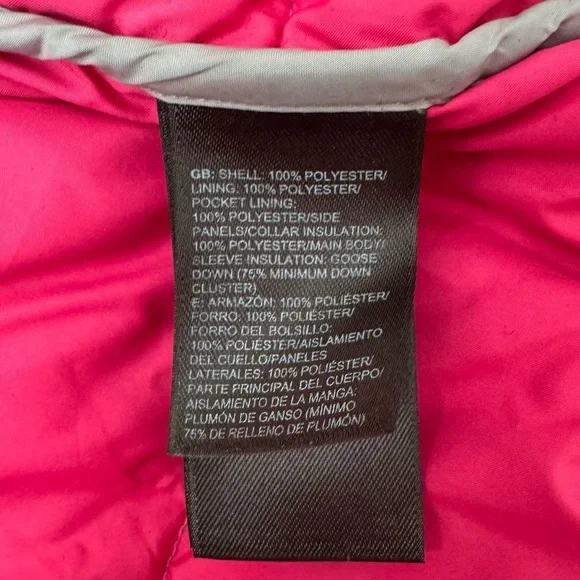 GB: SHELL: 100% POLYESTER/
LINING: 100% POLYESTER/
POCKET LINING:
100% POLYESTER/SIDE
PANELS/COLLAR INSULATION:
100% POLYESTER/MAIN BODY/
SLEEVE INSULATION: GOOSE
DOWN (75% MINIMUM DOWN
CLUSTER)
E: ARMAZÓN: 100% POLIÉSTER/
FORRO: 100% POLIÉSTER/
FORRO DEL BOLSILLO:
100% POLIÉSTER/AISLAMIENTO
DEL CUELLO/PANELES
LATERALES: 100% POLIÉSTER/
PARTE PRINCIPAL DEL CUERPO/
AISLAMIENTO DE LA MANGA:
PLUMÓN DE GANSO (MÍNIMO
75% DE RELLENO DE PLUMÓN)